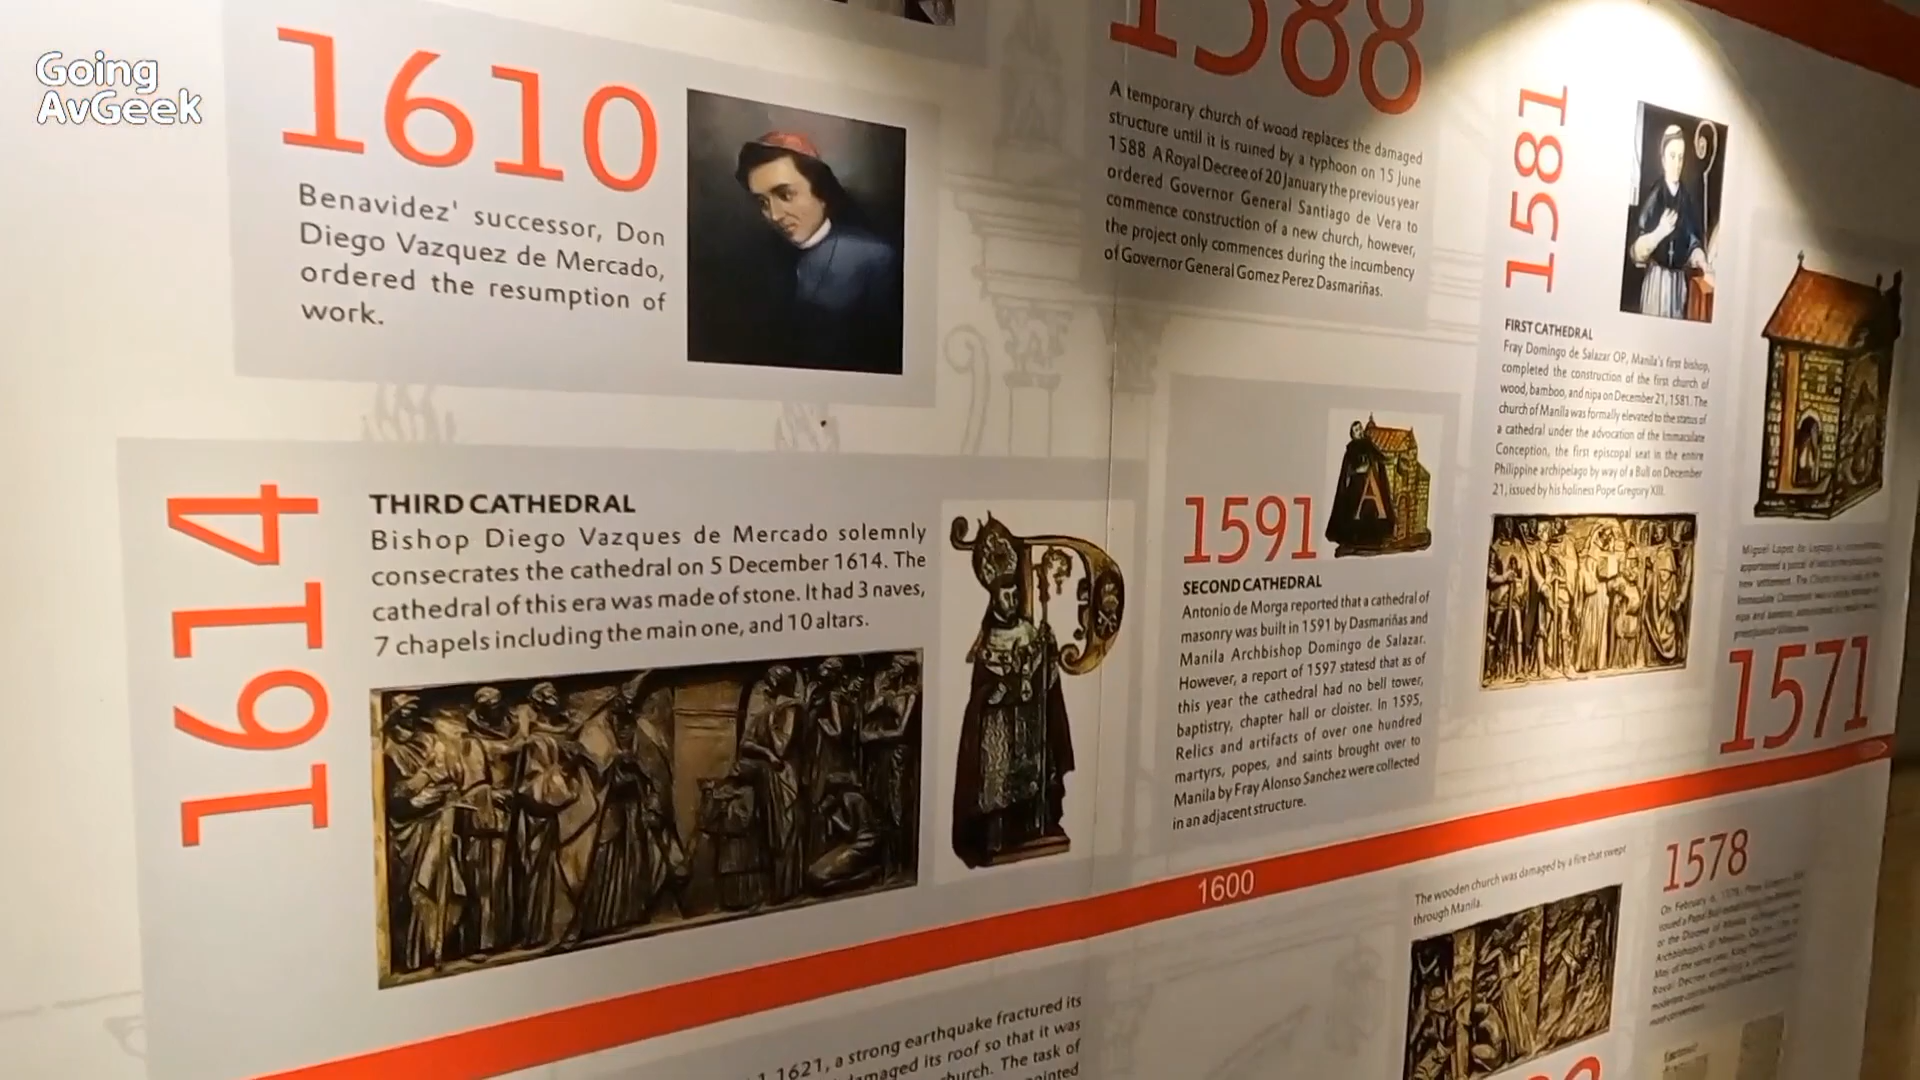 Going
AvGeek
1610
Benavidez' successor, Don
Diego Vazquez de Mercado,
ordered the resumption of
work.
1588
A temporary church of wood replaces the damaged
structure until it is ruined by a typhoon on 15 June
1588 A Royal Decree of 20 January the previous year
ordered Governor General Santiago de Vera to
commence construction of a new church, however,
the project only commences during the incumbency
of Governor General Gomez Perez Dasmariñas.
1581
FIRST CATHEDRAL
Fray Domingo de Salazar OP, Manila's first bishop,
completed the construction of the first church of
wood, bamboo, and nipa on December 21, 1581. The
church of Manila was formally elevated to the status of
a cathedral under the advocation of the Immaculate
Conception, the first episcopal seat in the entire
Philippine archipelago by way of a Bull on December
21, issued by his holiness Pope Gregory XIII.
1614
THIRD CATHEDRAL
Bishop Diego Vazques de Mercado solemnly
consecrates the cathedral on 5 December 1614. The
cathedral of this era was made of stone. It had 3 naves,
7 chapels including the main one, and 10 altars.
1591
SECOND CATHEDRAL
Antonio de Morga reported that a cathedral of
masonry was built in 1591 by Dasmariñas and
Manila Archbishop Domingo de Salazar.
However, a report of 1597 statesd that as of
this year the cathedral had no bell tower,
baptistry, chapter hall or cloister. In 1595,
Relics and artifacts of over one hundred
martyrs, popes, and saints brought over to
Manila by Fray Alonso Sanchez were collected
in an adjacent structure.
Miguel Lopez de Legazpi
1571
1600
The wooden church was damaged by a fire that swept
through Manila.
1578
On February 6, 1578, Pope Gregory XIII
issued a Papal Bull
1621, a strong earthquake fractured its
damaged its roof so that it was
church. The task of